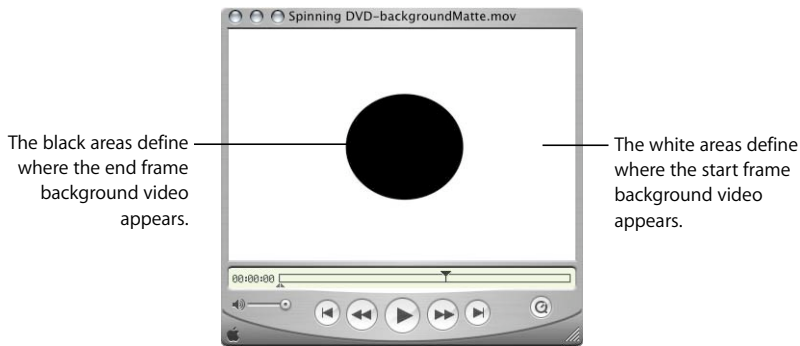 Spinning DVD-backgroundMatte.mov
The black areas define
where the end frame
background video
appears.
The white areas define
where the start frame
background video
appears.
00:00:00